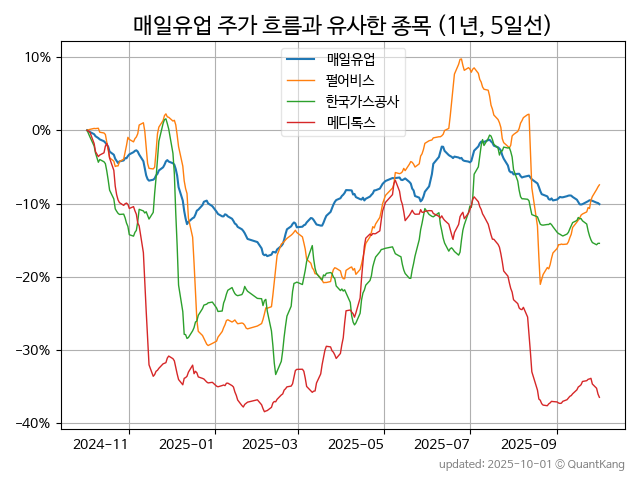 매일유업 주가 흐름과 유사한 종목 (1년, 5일선)
매일유업
펄어비스
한국가스공사
메디톡스
10%
0%
−10%
−20%
−30%
−40%
2024−11
2025−01
2025−03
2025−05
2025−07
2025−09
updated: 2025-10-01 © QuantKang